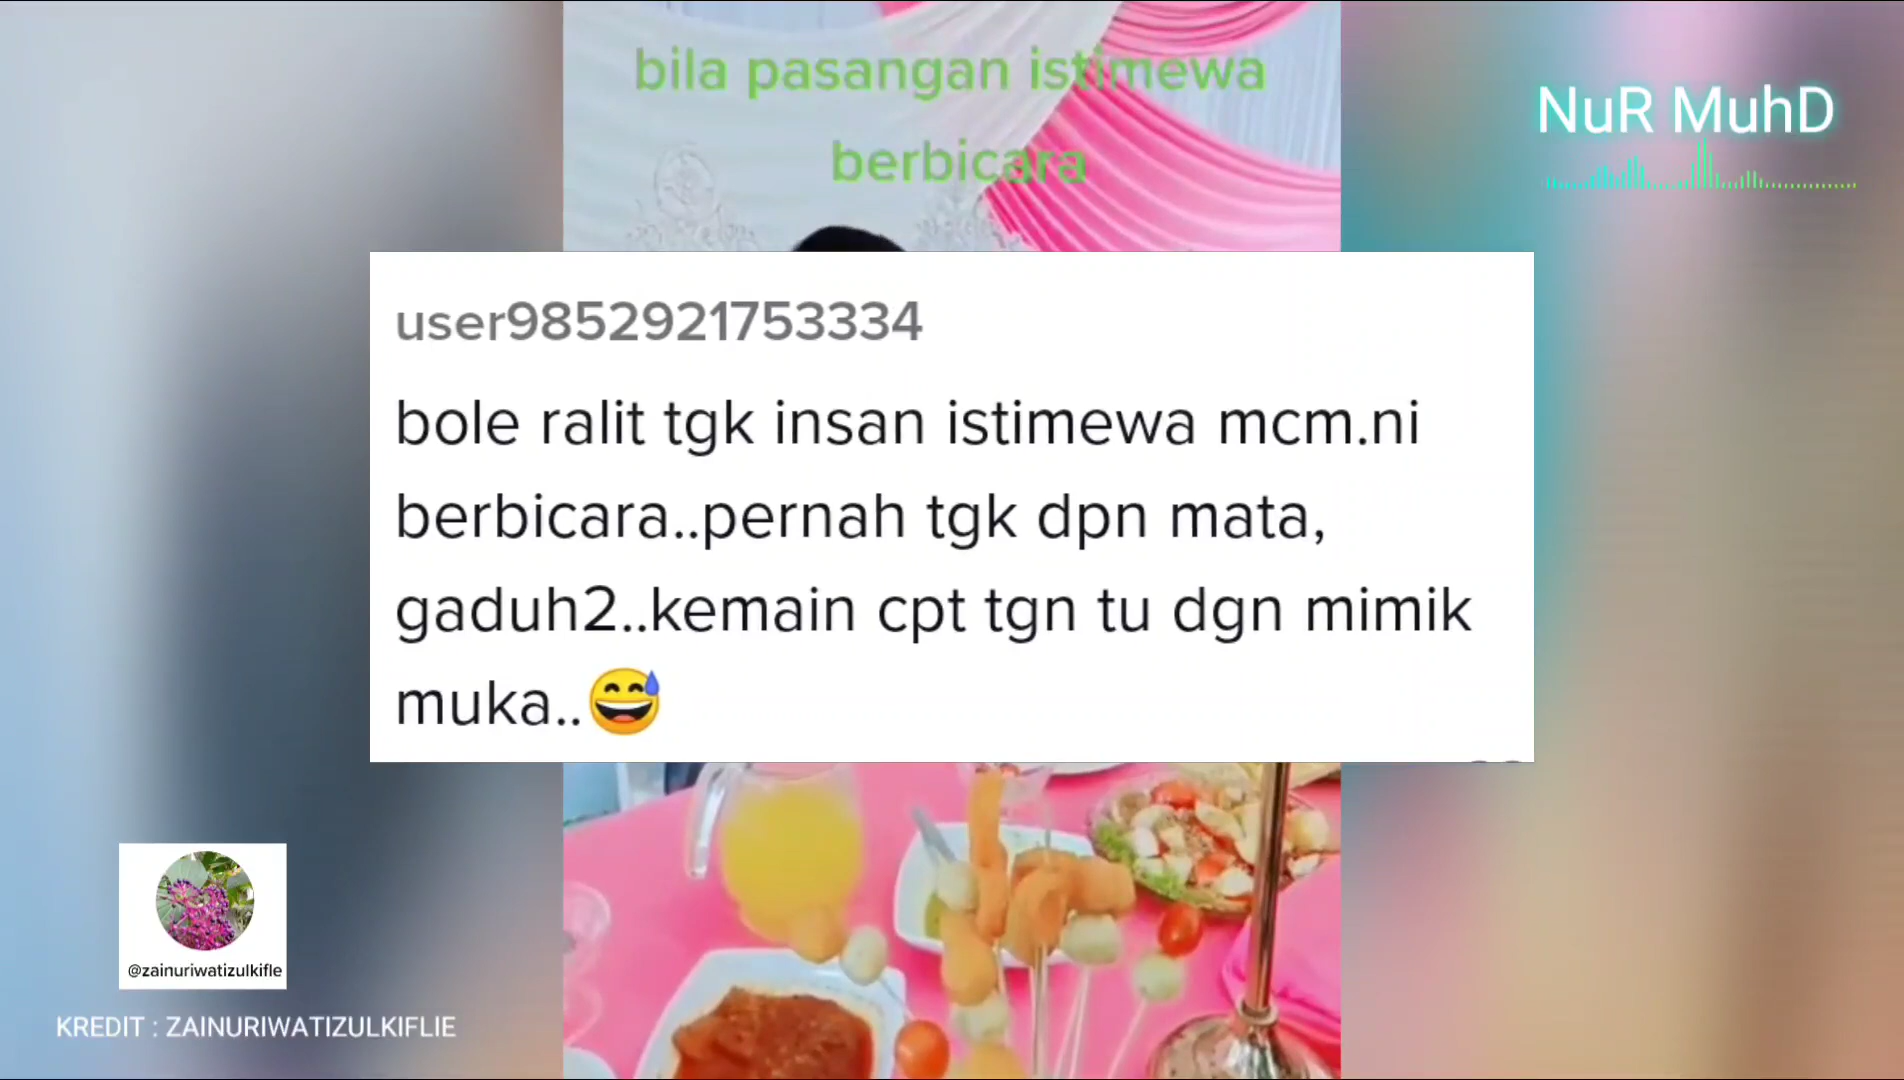 bila pasangan istimewa
berbicara
NuR MuhD
user9852921753334
bole ralit tgk insan istimewa mcm.ni
berbicara..pernah tgk dpn mata,
gaduh2..kemain cpt tgn tu dgn mimik
muka..😅
@zainuriwatizulkifle
KREDIT : ZAINURIWATIZULKIFLIE